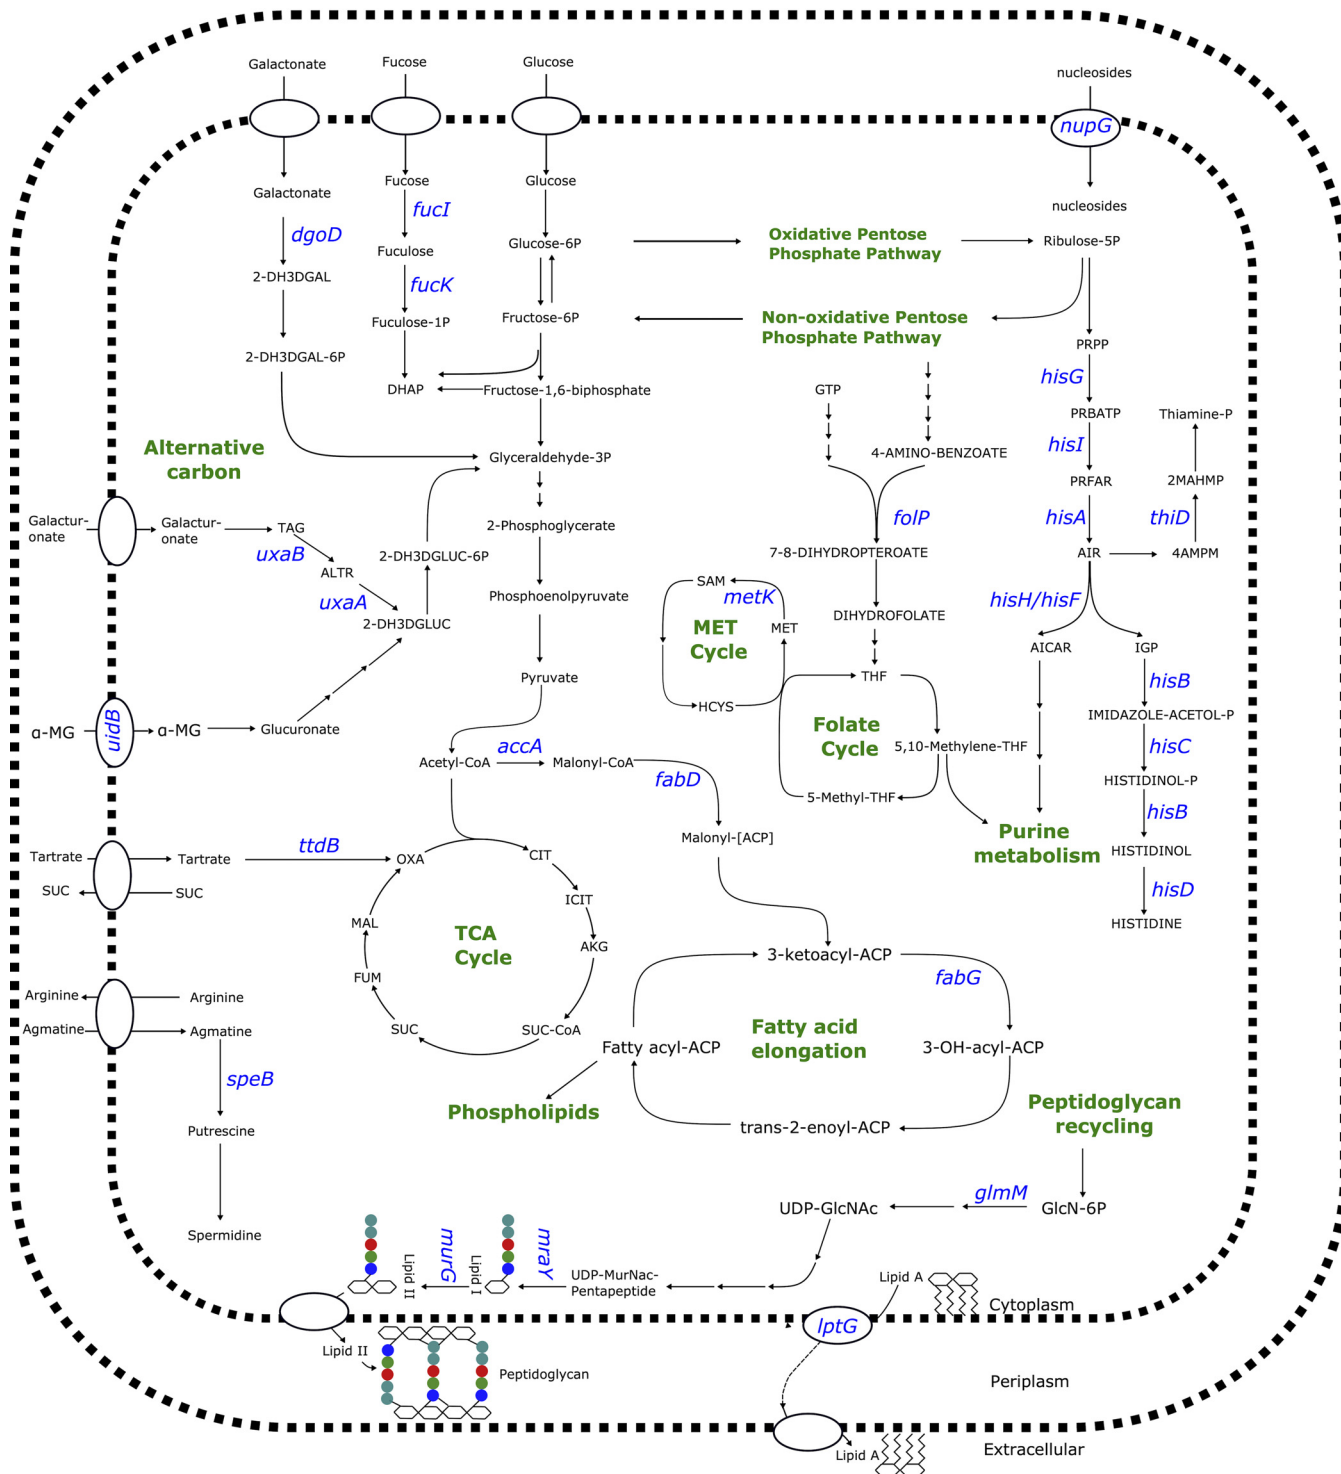 Galactonate
Fucose
Glucose
nucleosides
nupG
Galactonate
Fucose
Glucose
nucleosides
dgoD
fucI
2-DH3DGAL
Fuculose
Glucose-6P
Oxidative Pentose
Phosphate Pathway
Ribulose-5P
fucK
2-DH3DGAL-6P
Fuculose-1P
Fructose-6P
Non-oxidative Pentose
Phosphate Pathway
PRPP
DHAP
Fructose-1,6-biphosphate
GTP
hisG
PRBATP
Thiamine-P
Alternative
carbon
Glyceraldehyde-3P
4-AMINO-BENZOATE
hisI
PRFAR
2MAHMP
Galactur-
onate
Galactur-
onate
TAG
2-Phosphoglycerate
folP
hisA
thiD
uxaB
2-DH3DGLUC-6P
7-8-DIHYDROPTEROATE
AIR
4AMPM
ALTR
uxaA
Phosphoenolpyruvate
SAM
metK
hisH/hisF
2-DH3DGLUC
MET
Cycle
MET
DIHYDROFOLATE
AICAR
IGP
Pyruvate
THF
hisB
HCYS
IMIDAZOLE-ACETOL-P
α-MG
uidB
α-MG
Glucuronate
Folate
Cycle
5,10-Methylene-THF
hisC
accA
Acetyl-CoA
Malonyl-CoA
fabD
HISTIDINOL-P
5-Methyl-THF
hisB
Malonyl-[ACP]
Purine
metabolism
Tartrate
Tartrate
ttdB
OXA
CIT
HISTIDINOL
SUC
SUC
ICIT
hisD
MAL
TCA
Cycle
AKG
HISTIDINE
3-ketoacyl-ACP
FUM
fabG
Arginine
Arginine
Agmatine
Agmatine
SUC
SUC-CoA
Fatty acid
elongation
Fatty acyl-ACP
3-OH-acyl-ACP
speB
Phospholipids
Peptidoglycan
recycling
Putrescine
trans-2-enoyl-ACP
glmM
UDP-GlcNAc
GlcN-6P
Spermidine
Lipid II
murG
Lipid I
mraY
UDP-MurNac-
Pentapeptide
Lipid A
Cytoplasm
lptG
Lipid II
Peptidoglycan
Periplasm
Lipid A
Extracellular